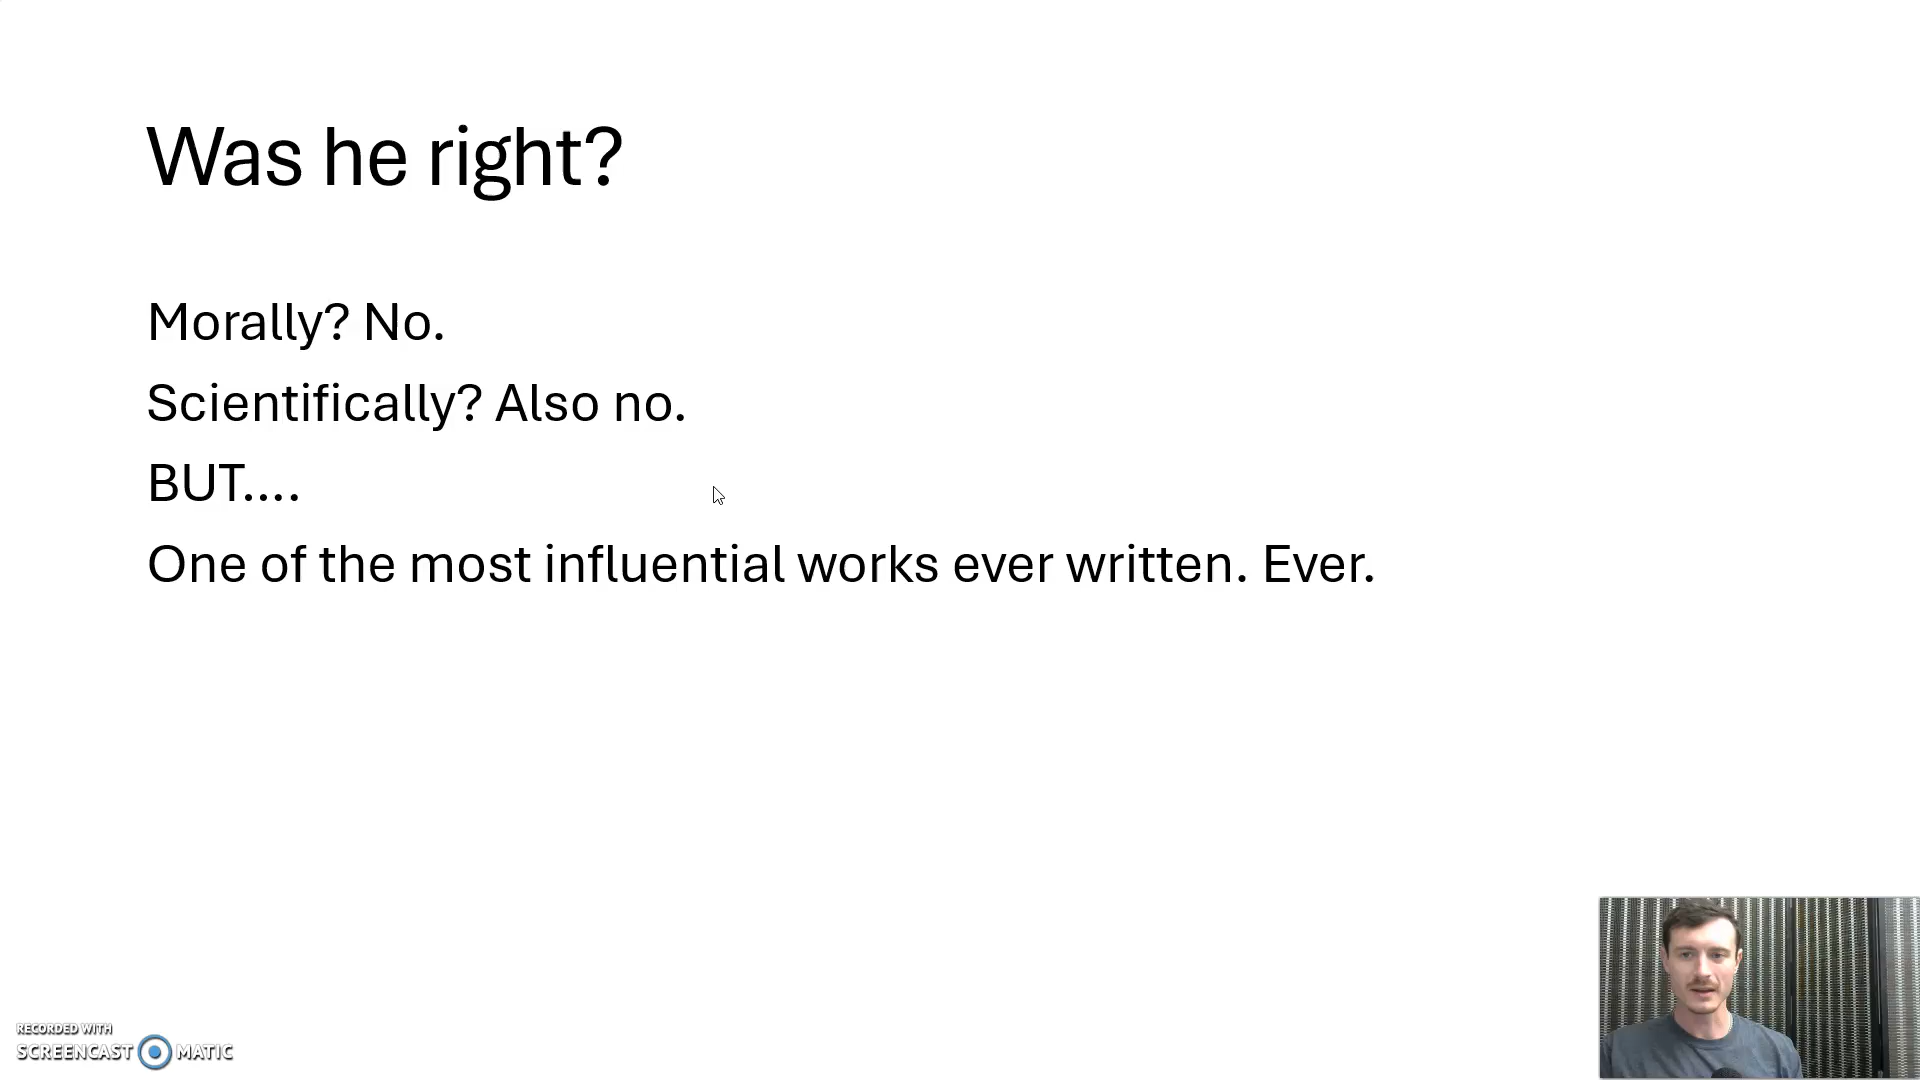 Was he right?
Morally? No.
Scientifically? Also no.
BUT....
One of the most influential works ever written. Ever.
RECORDED WITH
SCREENCAST MATIC